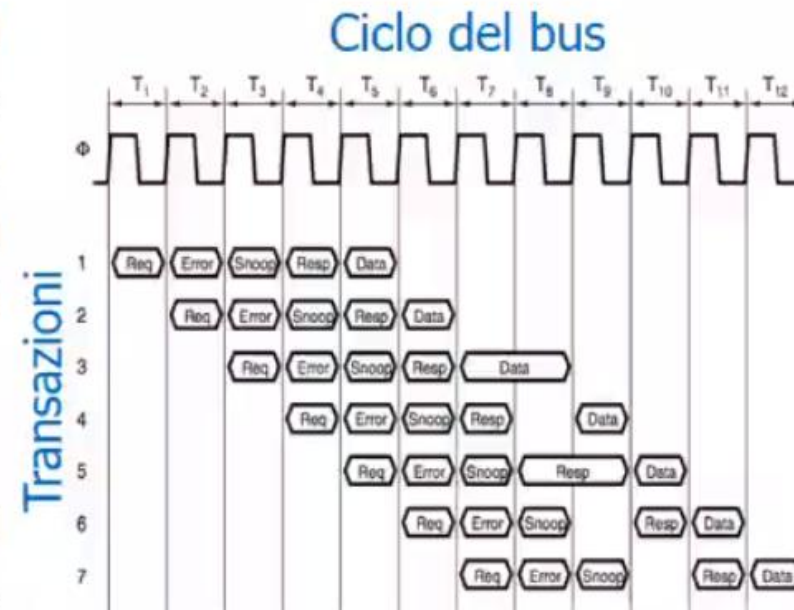 Ciclo del bus
T1 T2 T3 T4 T5 T6 T7 T8 T9 T10 T11 T12
Φ
Transazioni
1 Req Error Snoop Resp Data
2 Req Error Snoop Resp Data
3 Req Error Snoop Resp Data
4 Req Error Snoop Resp Data
5 Req Error Snoop Resp Data
6 Req Error Snoop Resp Data
7 Req Error Snoop Resp Data